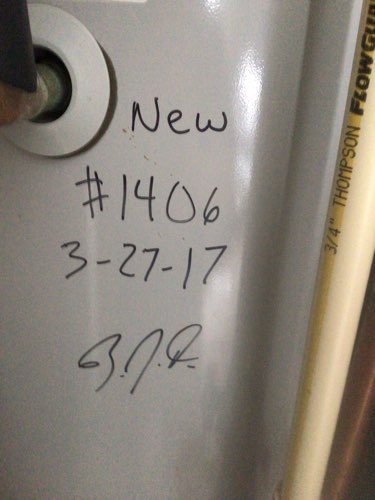 New
#1406
3-27-17
B.J.R.
3/4" THOMPSON FLOWGU